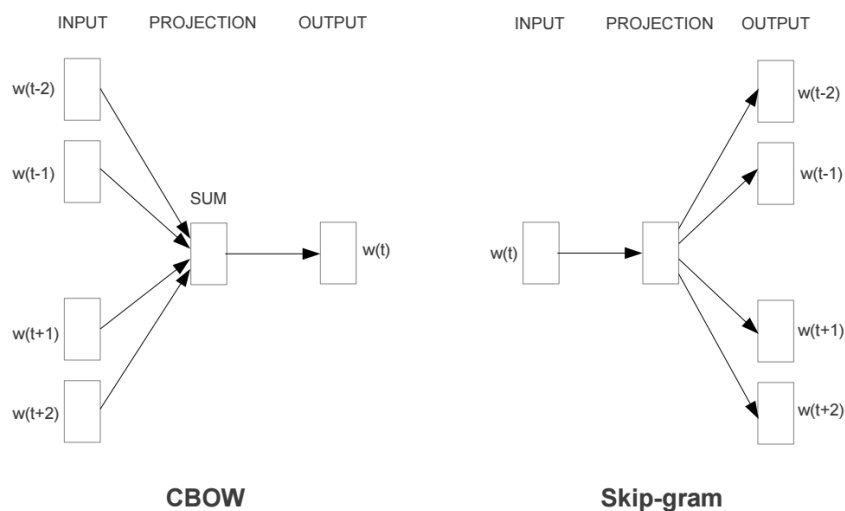 INPUT PROJECTION OUTPUT
w(t-2)
w(t-1)
SUM
w(t)
w(t+1)
w(t+2)
CBOW
INPUT PROJECTION OUTPUT
w(t-2)
w(t-1)
w(t)
w(t+1)
w(t+2)
Skip-gram